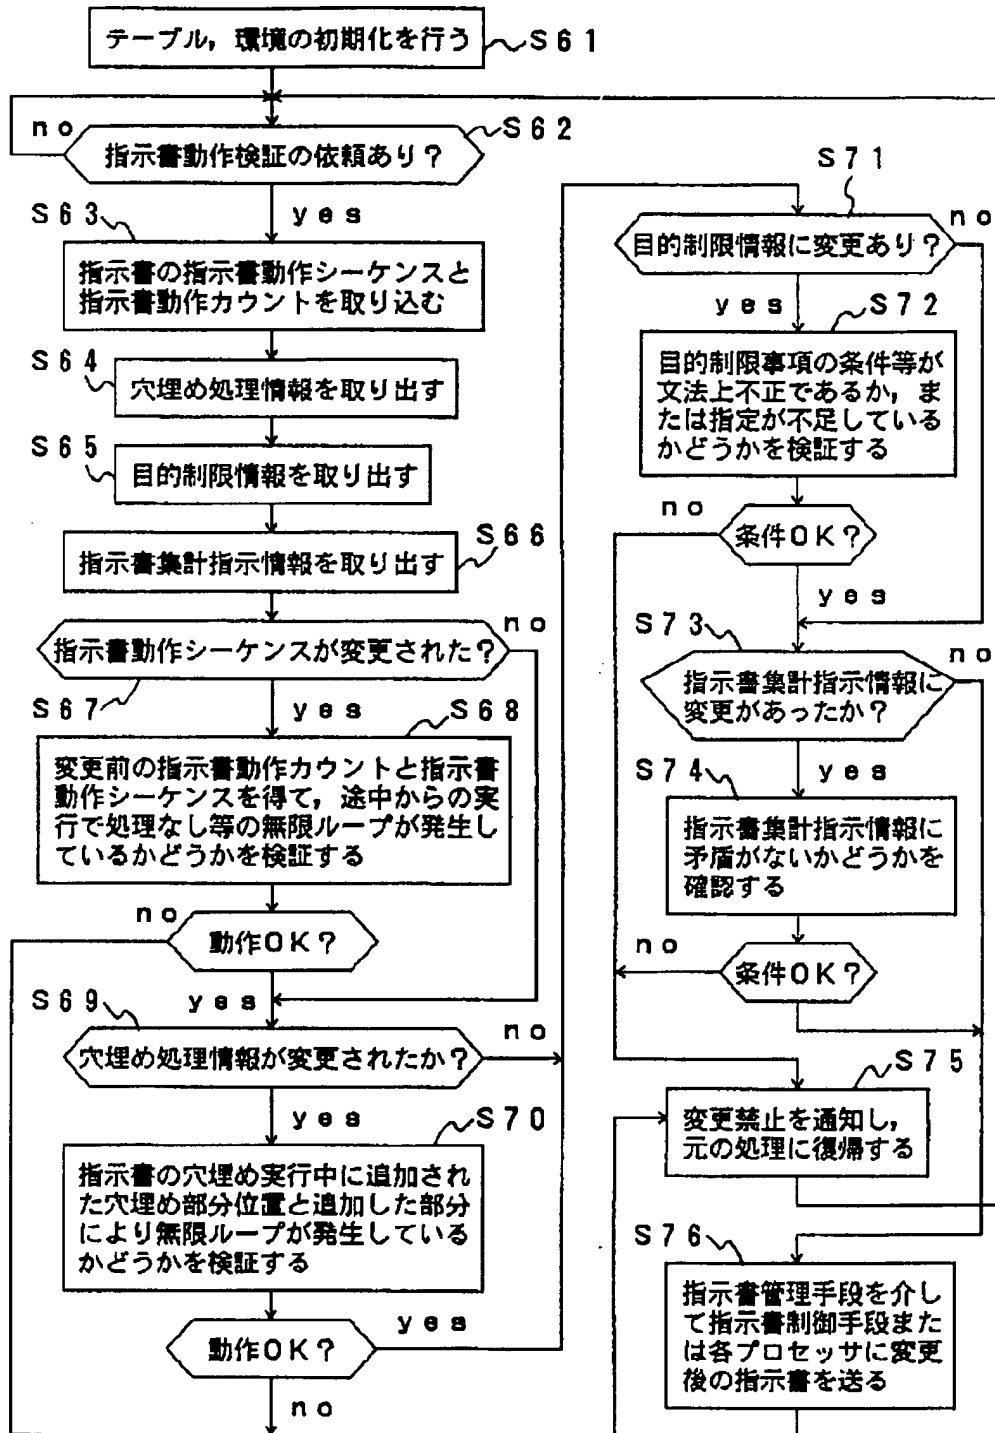 テーブル，環境の初期化を行う
S61
no
S62
指示書動作検証の依頼あり？
yes
S63
指示書の指示書動作シーケンスと
指示書動作カウントを取り込む
S64
穴埋め処理情報を取り出す
S65
目的制限情報を取り出す
S66
指示書集計指示情報を取り出す
no
指示書動作シーケンスが変更された？
S67
yes
S68
変更前の指示書動作カウントと指示書
動作シーケンスを得て，途中からの実
行で処理なし等の無限ループが発生し
ているかどうかを検証する
no
動作OK？
yes
S69
no
穴埋め処理情報が変更されたか？
yes
S70
指示書の穴埋め実行中に追加され
た穴埋め部分位置と追加した部分
により無限ループが発生している
かどうかを検証する
yes
動作OK？
no
S71
no
目的制限情報に変更あり？
yes
S72
目的制限事項の条件等が
文法上不正であるか，ま
たは指定が不足している
かどうかを検証する
no
条件OK？
yes
S73
no
指示書集計指示情報に
変更があったか？
S74
yes
指示書集計指示情報に
矛盾がないかどうかを
確認する
no
条件OK？
S75
変更禁止を通知し，
元の処理に復帰する
S76
指示書管理手段を介し
て指示書制御手段また
は各プロセッサに変更
後の指示書を送る